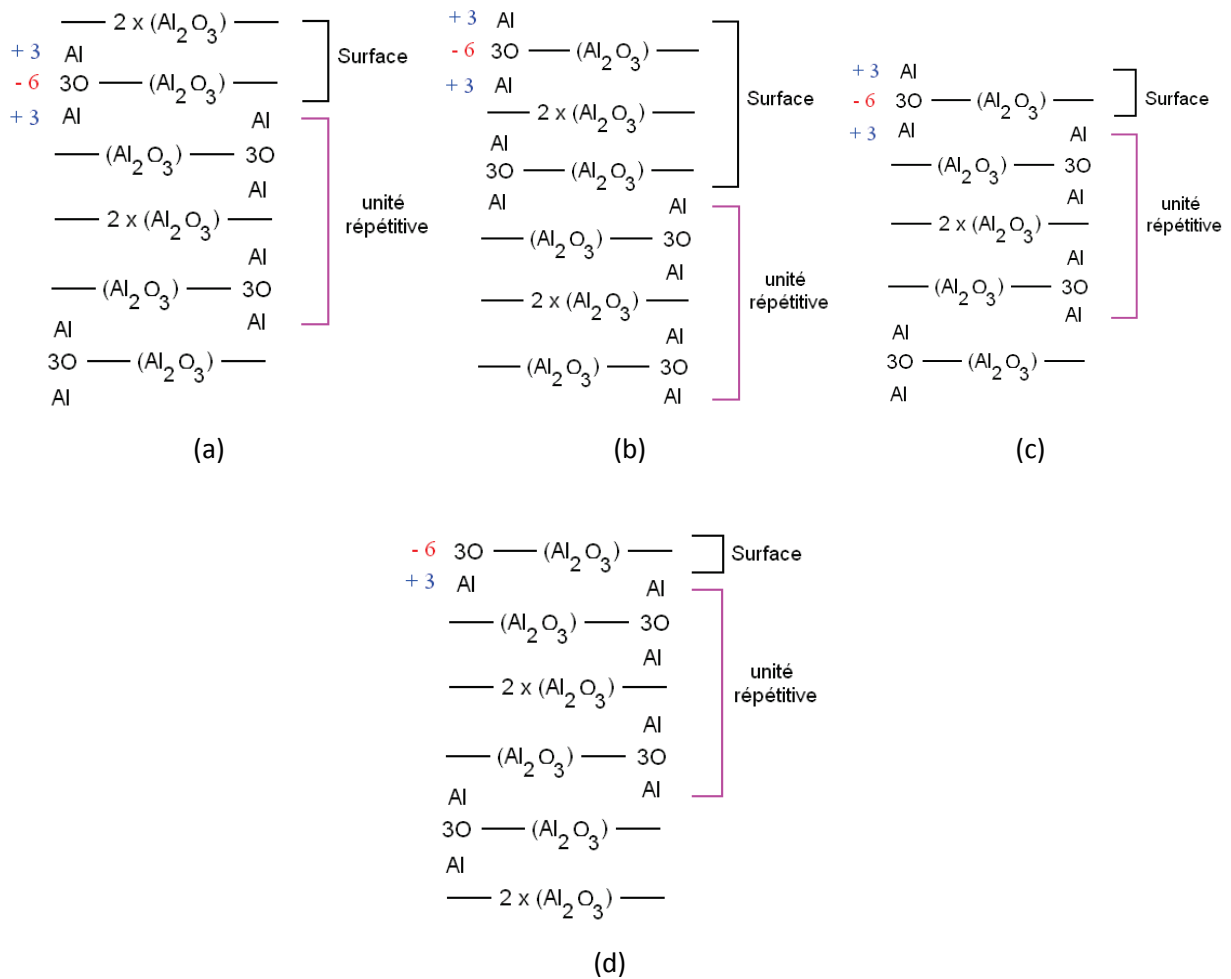 2 x (Al2O3)
+ 3 Al
- 6 3O (Al2O3)
+ 3 Al
Surface
Al
(Al2O3) 3O
Al
2 x (Al2O3)
Al
(Al2O3) 3O
Al
unité
répétitive
Al
3O (Al2O3)
Al
(a)
+ 3 Al
- 6 3O (Al2O3)
+ 3 Al
2 x (Al2O3)
Al
3O (Al2O3)
Al
Surface
Al
(Al2O3) 3O
Al
2 x (Al2O3)
Al
(Al2O3) 3O
Al
unité
répétitive
(b)
+ 3 Al
- 6 3O (Al2O3)
+ 3 Al
Surface
Al
(Al2O3) 3O
Al
2 x (Al2O3)
Al
(Al2O3) 3O
Al
unité
répétitive
Al
3O (Al2O3)
Al
(c)
- 6 3O (Al2O3)
+ 3 Al
Surface
Al
(Al2O3) 3O
Al
2 x (Al2O3)
Al
(Al2O3) 3O
Al
unité
répétitive
Al
3O (Al2O3)
Al
2 x (Al2O3)
(d)